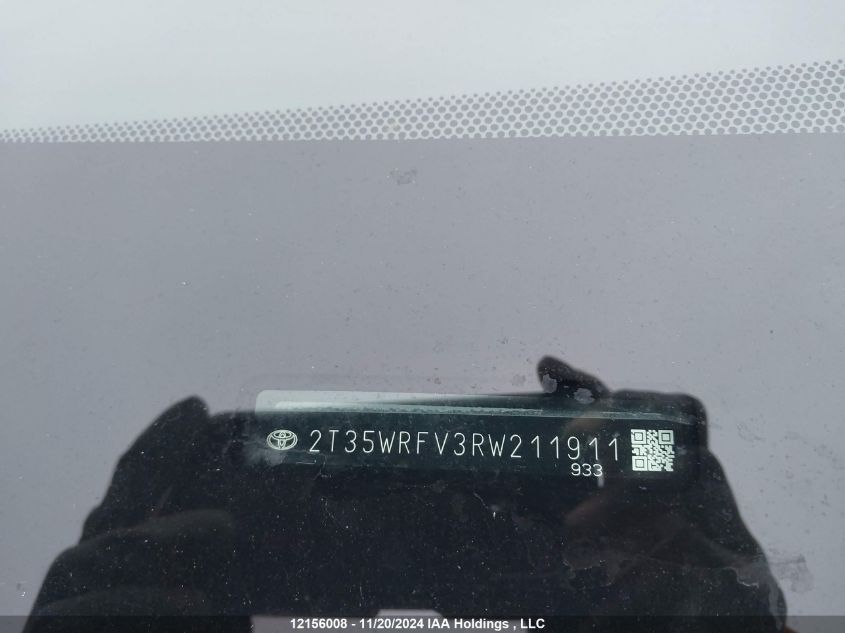 2T35WRFV3RW211911
933
12156008 - 11/20/2024 IAA Holdings , LLC